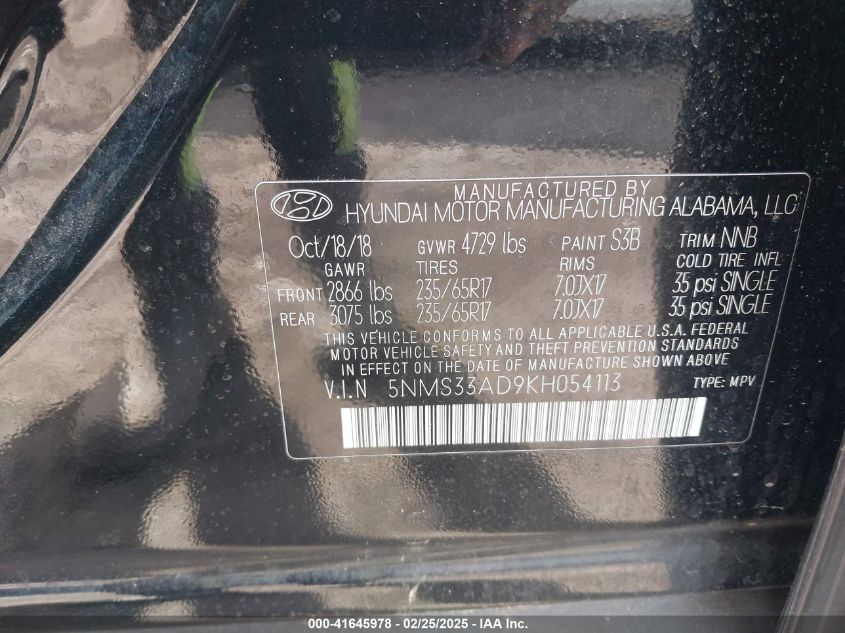 MANUFACTURED BY
HYUNDAI MOTOR MANUFACTURING ALABAMA, LLC
Oct/18/18 GVWR 4729 lbs PAINT S3B TRIM NNB
GAWR TIRES RIMS COLD TIRE INFL
FRONT 2866 lbs 235/65R17 7.0JX17 35 psi SINGLE
REAR 3075 lbs 235/65R17 7.0JX17 35 psi SINGLE
THIS VEHICLE CONFORMS TO ALL APPLICABLE U.S.A. FEDERAL
MOTOR VEHICLE SAFETY AND THEFT PREVENTION STANDARDS
IN EFFECT ON THE DATE OF MANUFACTURE SHOWN ABOVE
V.I.N 5NMS33AD9KH054113 TYPE: MPV
000-41645978 - 02/25/2025 - IAAI.COM